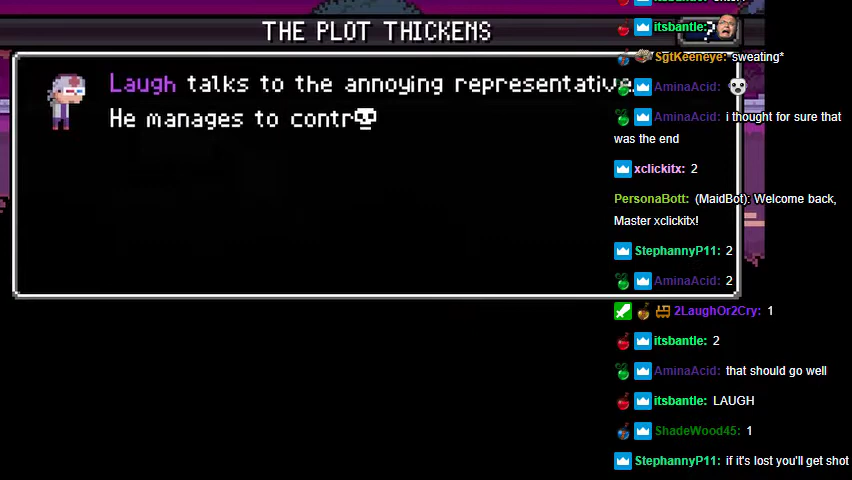 THE PLOT THICKENS
?
Laugh talks to the annoying representative.
He manages to contr
itsbantle:
itsbantle:
SgtKeeneye: sweating*
AminaAcid:
AminaAcid: i thought for sure that
was the end
xclickitx: 2
PersonaBott: (MaidBot): Welcome back,
Master xclickitx!
StephannyP11: 2
AminaAcid: 2
2LaughOr2Cry: 1
itsbantle: 2
AminaAcid: that should go well
itsbantle: LAUGH
ShadeWood45: 1
StephannyP11: if it's lost you'll get shot